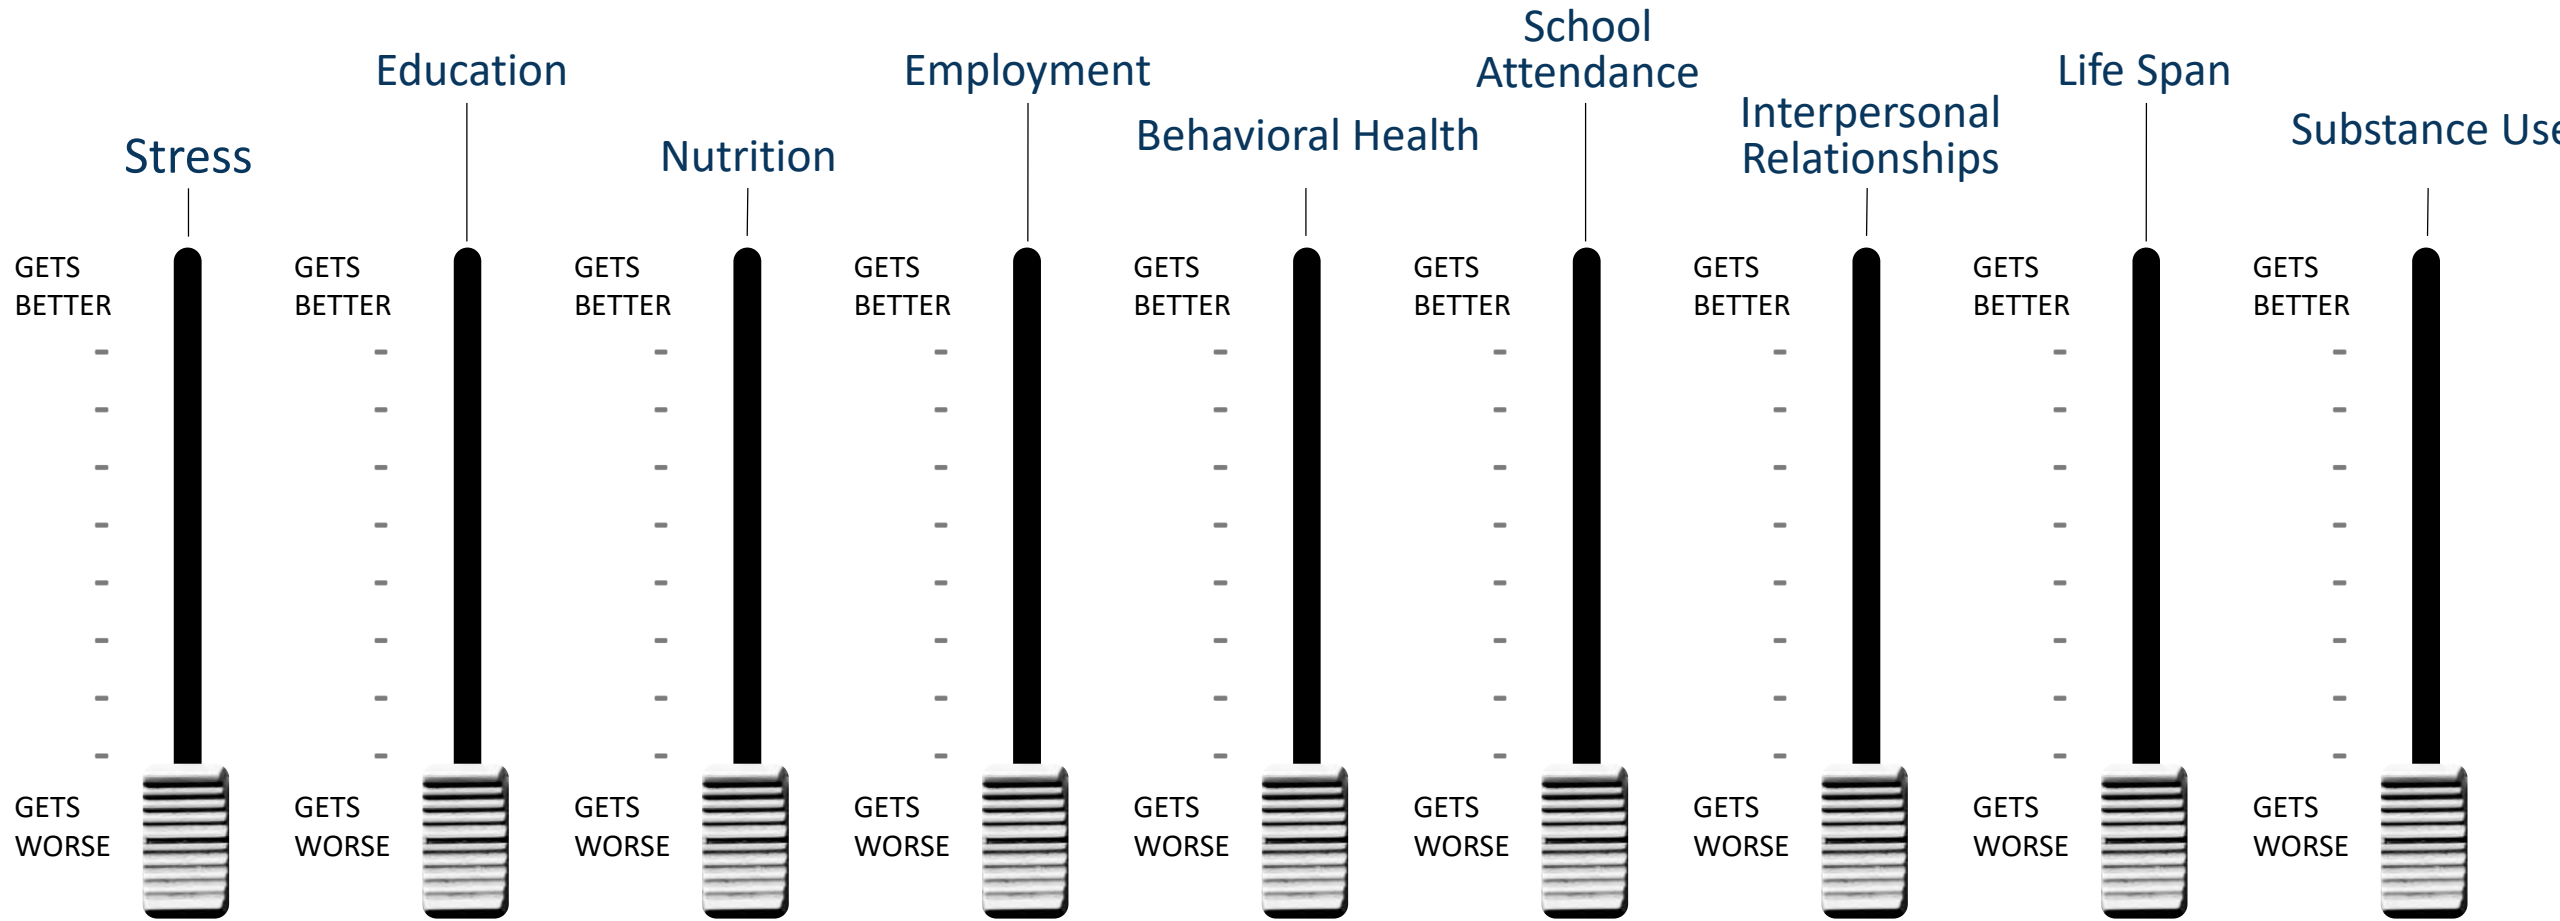 School
Attendance
Education
Employment
Life Span
Interpersonal
Relationships
Behavioral Health
Substance Use
Stress
Nutrition
GETS
BETTER
GETS
BETTER
GETS
BETTER
GETS
BETTER
GETS
BETTER
GETS
BETTER
GETS
BETTER
GETS
BETTER
GETS
BETTER
GETS
WORSE
GETS
WORSE
GETS
WORSE
GETS
WORSE
GETS
WORSE
GETS
WORSE
GETS
WORSE
GETS
WORSE
GETS
WORSE